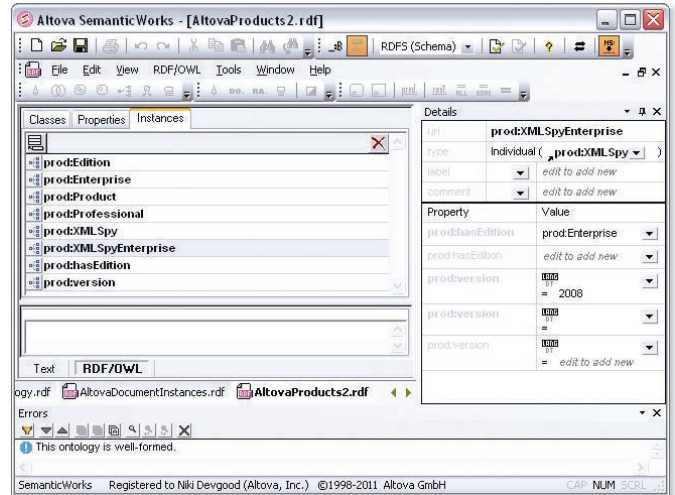 Altova SemanticWorks - [AltovaProducts2.rdf]
RDFS (Schema)
File Edit View RDF/OWL Tools Window Help
Classes Properties Instances
prod:Edition
prod:Enterprise
prod:Product
prod:Professional
prod:XMLSpy
prod:XMLSpyEnterprise
prod:hasEdition
prod:version
Text RDF/OWL
ogy.rdf AltovaDocumentInstances.rdf AltovaProducts2.rdf
Details
uri prod:XMLSpyEnterprise
type Individual ( prod:XMLSpy )
label edit to add new
comment edit to add new
Property Value
prod:hasEdition prod:Enterprise
prod:hasEdition edit to add new
prod:version = 2008
prod:version =
prod:version = edit to add new
Errors
This ontology is well-formed.
SemanticWorks Registered to Niki Devgood (Altova, Inc.) ©1998-2011 Altova GmbH CAP NUM SCRL